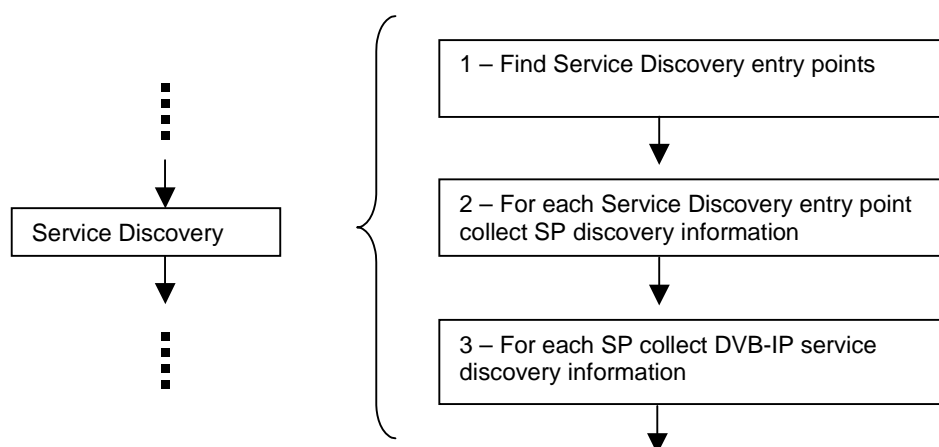 1 – Find Service Discovery entry points
Service Discovery
2 – For each Service Discovery entry point
collect SP discovery information
3 – For each SP collect DVB-IP service
discovery information